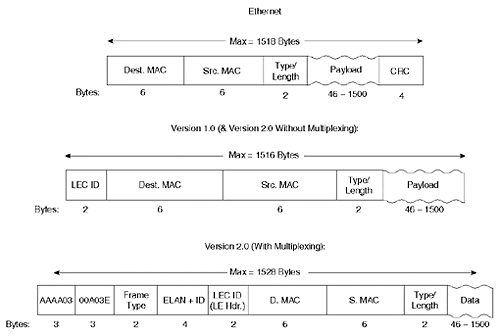 Ethernet
Max = 1518 Bytes
Dest. MAC Src. MAC Type/ Length Payload CRC
Bytes: 6 6 2 46 – 1500 4
Version 1.0 (& Version 2.0 Without Multiplexing):
Max = 1516 Bytes
LEC ID Dest. MAC Src. MAC Type/ Length Payload
Bytes: 2 6 6 2 46 – 1500
Version 2.0 (With Multiplexing):
Max = 1528 Bytes
AAAA03 00A03E Frame Type ELAN + ID LEC ID (LE Hdr.) D. MAC S. MAC Type/ Length Data
Bytes: 3 3 2 4 2 6 6 2 46 – 1500